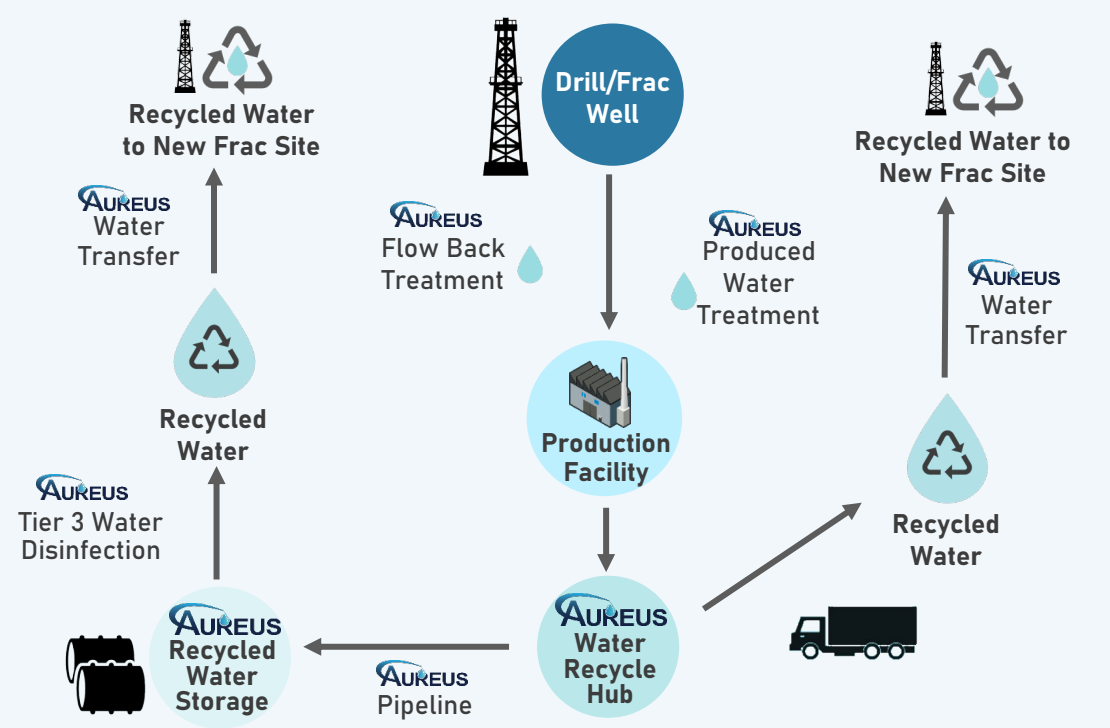 Recycled Water
to New Frac Site
AUREUS
Water
Transfer
Recycled
Water
AUREUS
Tier 3 Water
Disinfection
AUREUS
Recycled
Water
Storage
Drill/Frac
Well
AUREUS
Flow Back
Treatment
AUREUS
Produced
Water
Treatment
Production
Facility
AUREUS
Water
Recycle
Hub
AUREUS
Pipeline
Recycled Water to
New Frac Site
AUREUS
Water
Transfer
Recycled
Water